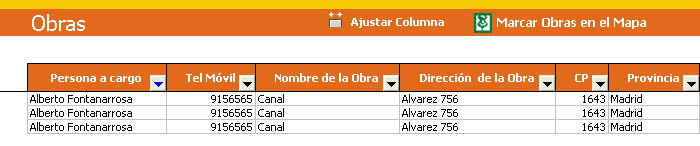 Obras Ajustar Columna Marcar Obras en el Mapa
Persona a cargo Tel Móvil Nombre de la Obra Dirección de la Obra CP Provincia
Alberto Fontanarrosa 9156565 Canal Alvarez 756 1643 Madrid
Alberto Fontanarrosa 9156565 Canal Alvarez 756 1643 Madrid
Alberto Fontanarrosa 9156565 Canal Alvarez 756 1643 Madrid